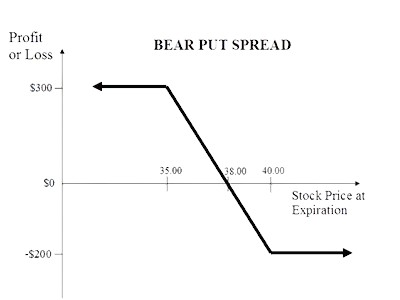 Profit
or Loss
BEAR PUT SPREAD
$300
35.00
38.00
40.00
$0
Stock Price at
Expiration
-$200